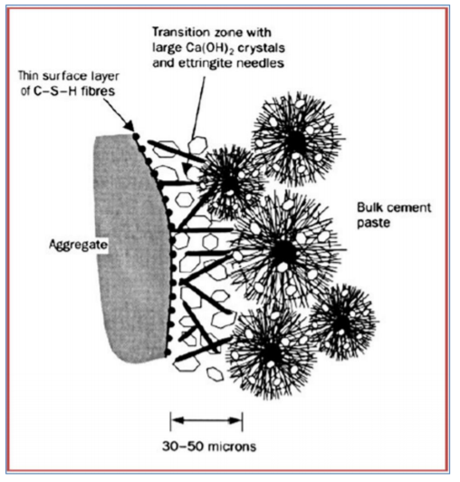 Transition zone with
large Ca(OH)₂ crystals
and ettringite needles
Thin surface layer
of C–S–H fibres
Bulk cement
paste
Aggregate
30–50 microns